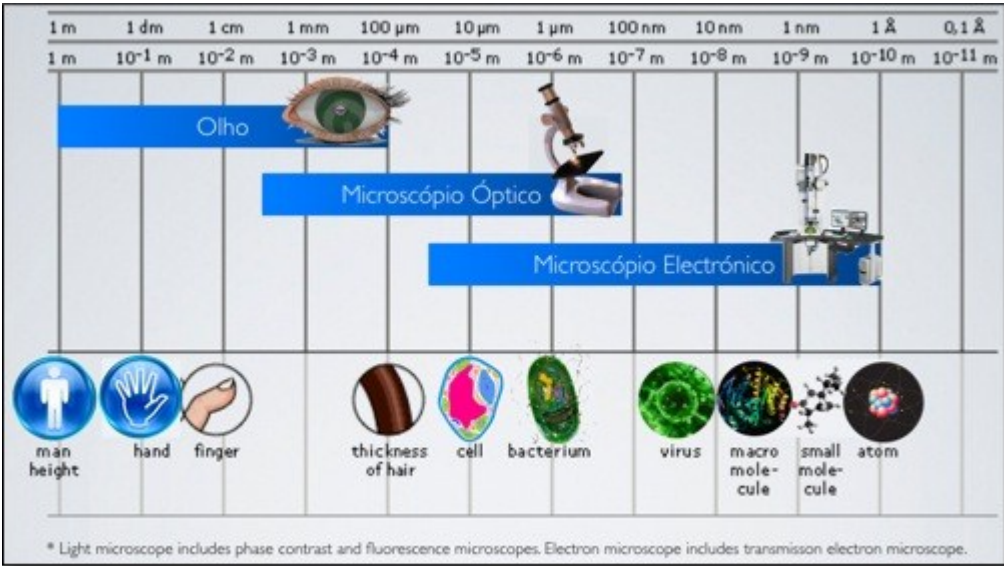 1 m 1 dm 1 cm 1 mm 100 µm 10 µm 1 µm 100 nm 10 nm 1 nm 1 Å 0,1 Å
1 m 10⁻¹ m 10⁻² m 10⁻³ m 10⁻⁴ m 10⁻⁵ m 10⁻⁶ m 10⁻⁷ m 10⁻⁸ m 10⁻⁹ m 10⁻¹⁰ m 10⁻¹¹ m
Olho
Microscópio Óptico
Microscópio Electrónico
man
height
hand
finger
thickness
of hair
cell
bacterium
virus
macro
mole-
cule
small
mole-
cule
atom
* Light microscope includes phase contrast and fluorescence microscopes. Electron microscope includes transmisson electron microscope.